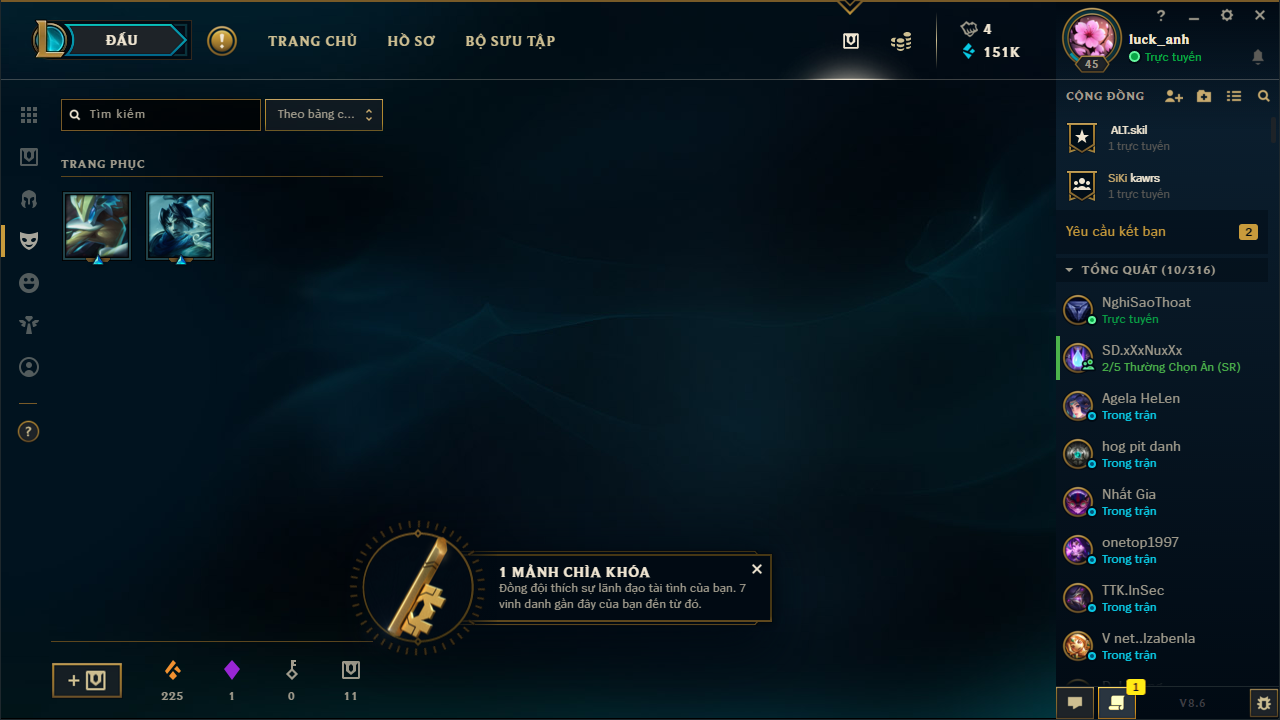 ĐẤU
!
TRANG CHỦ
HỒ SƠ
BỘ SƯU TẬP
4
151K
?
45
luck_anh
Trực tuyến
Tìm kiếm
Theo bảng c...
TRANG PHỤC
?
1 MẢNH CHÌA KHÓA
Đồng đội thích sự lãnh đạo tài tình của bạn. 7
vinh danh gần đây của bạn đến từ đó.
225
1
0
11
CỘNG ĐỒNG
ALT.skil
1 trực tuyến
SiKi kawrs
1 trực tuyến
Yêu cầu kết bạn
2
TỔNG QUÁT (10/316)
NghiSaoThoat
Trực tuyến
SD.xXxNuxXx
2/5 Thường Chọn Ẩn (SR)
Agela HeLen
Trong trận
hog pit danh
Trong trận
Nhất Gia
Trong trận
onetop1997
Trong trận
TTK.InSec
Trong trận
V net..Izabenla
Trong trận
1
V8.6